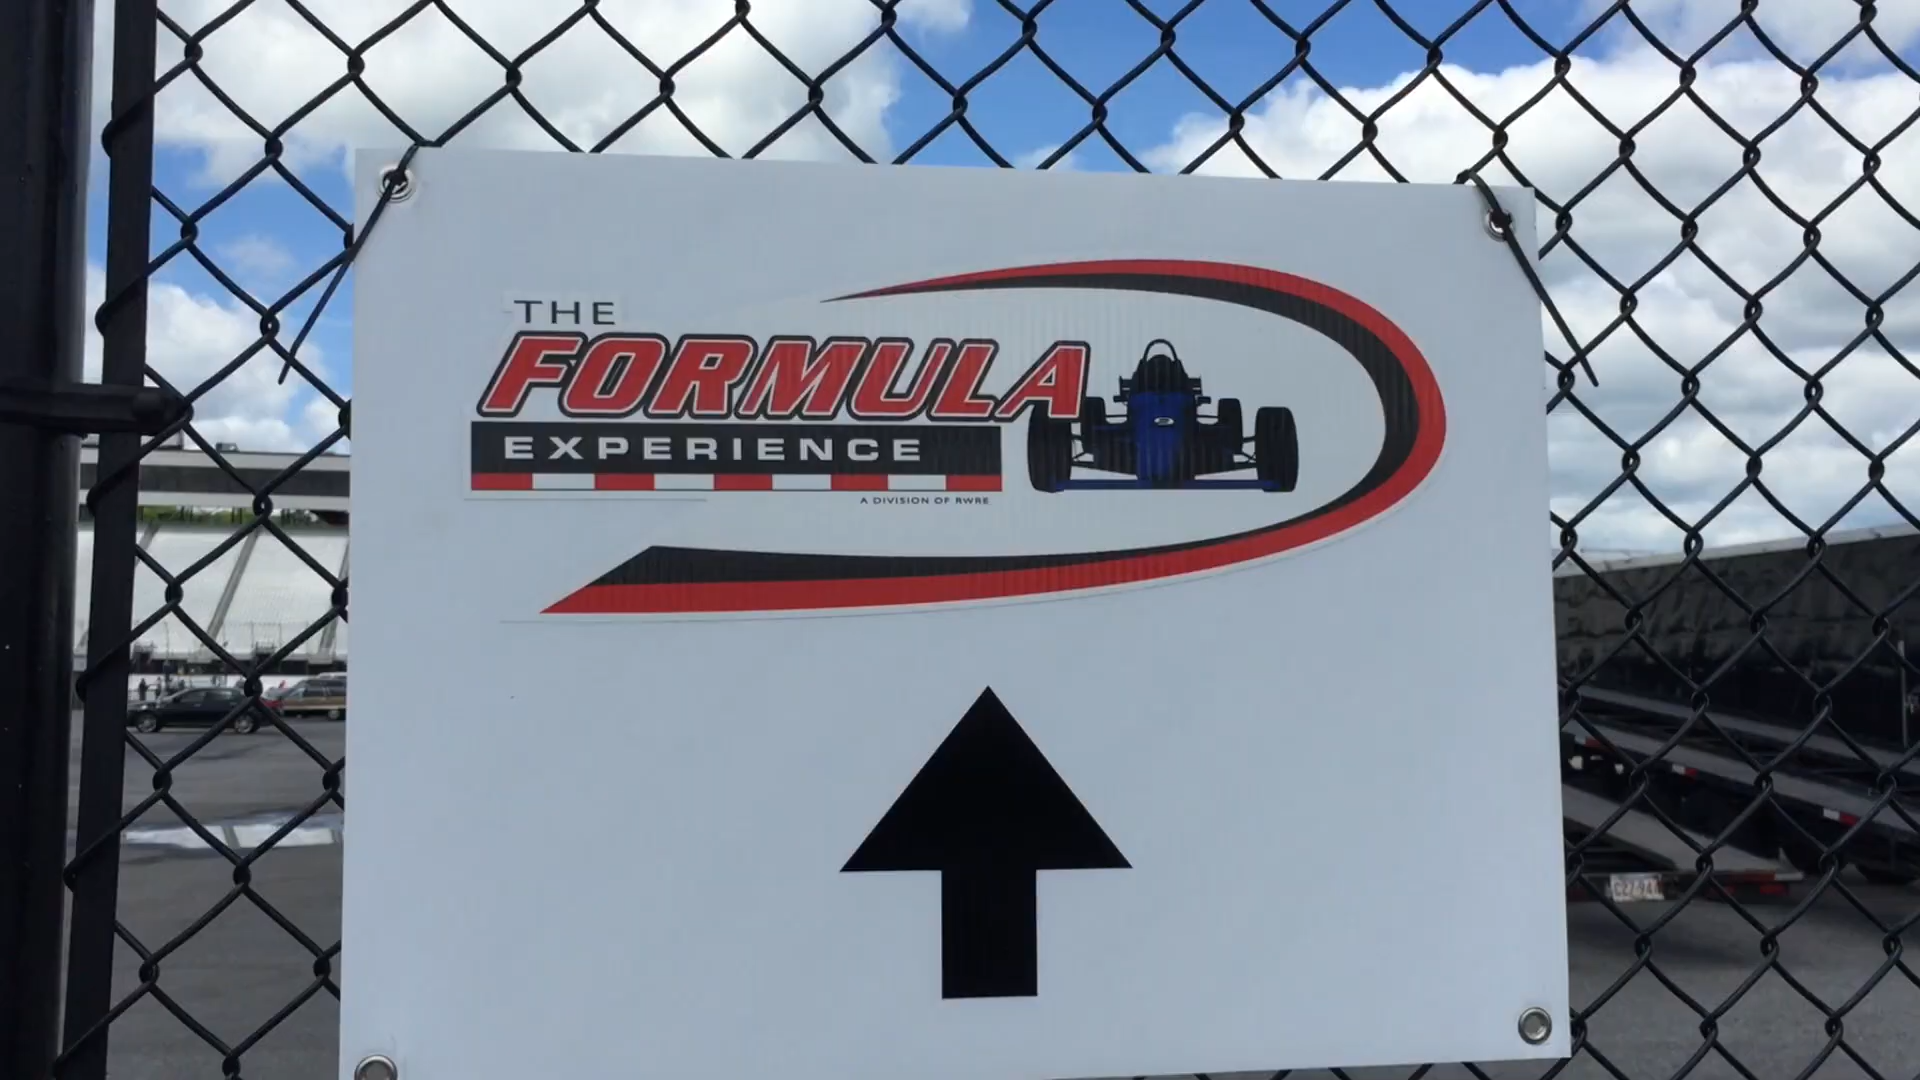 THE
FORMULA
EXPERIENCE
A DIVISION OF RWRE